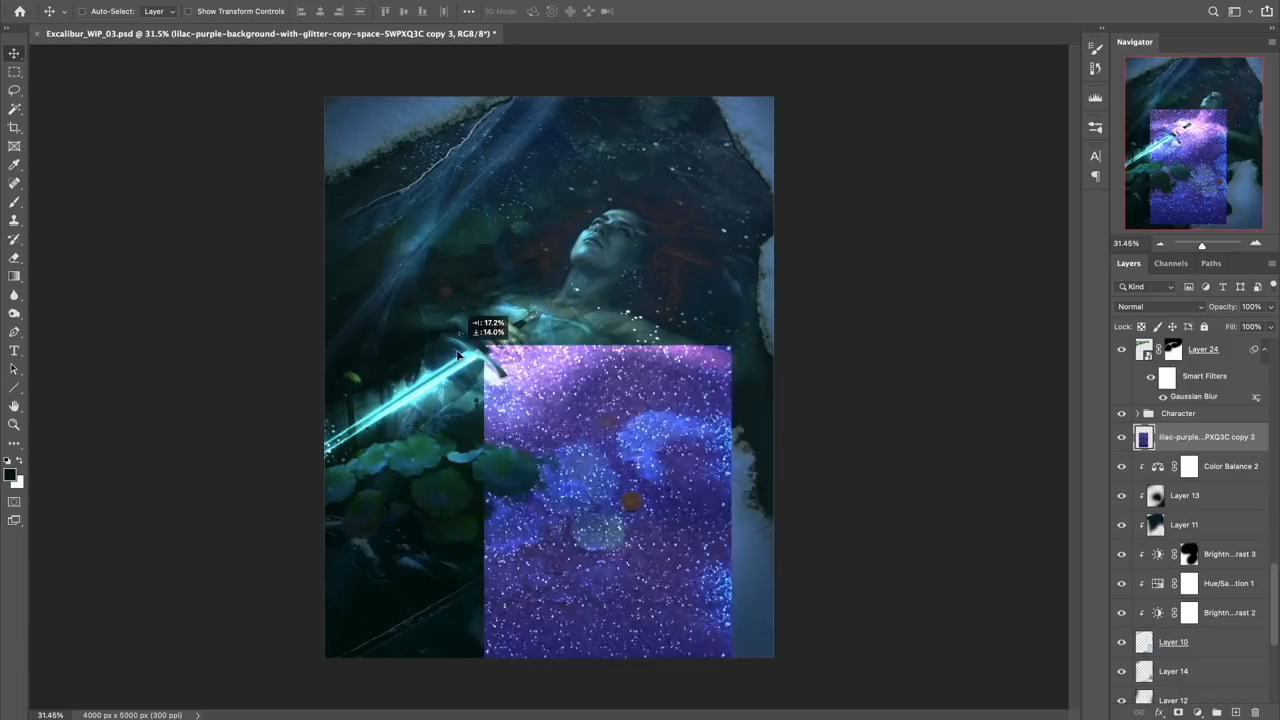 Auto-Select: Layer Show Transform Controls ••• 3D Mode:
× Excalibur_WIP_03.psd @ 31.5% (lilac-purple-background-with-glitter-copy-space-SWPXQ3C copy 3, RGB/8*) *
Navigator
31.45%
Layers Channels Paths
Kind
Normal Opacity: 100%
Lock: Fill: 100%
Layer 24
Smart Filters
Gaussian Blur
Character
lilac-purple...PXQ3C copy 3
Color Balance 2
Layer 13
Layer 11
Brightn...rast 3
Hue/Sa...tion 1
Brightn...rast 2
Layer 10
Layer 14
Layer 12
: 17.2%
: 14.0%
31.45% 4000 px x 5000 px (300 ppi)